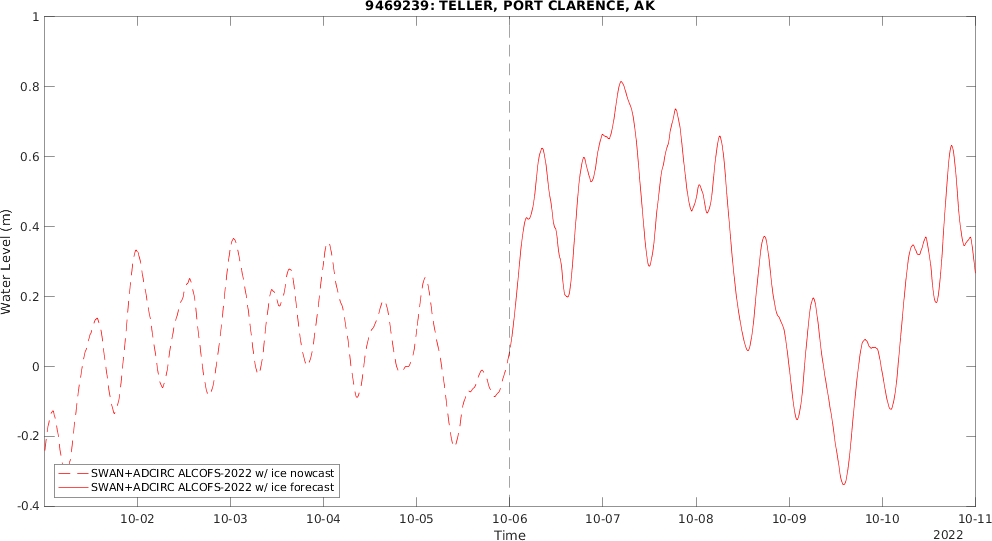 9469239: TELLER, PORT CLARENCE, AK
1
0.8
0.6
0.4
0.2
0
-0.2
-0.4
Water Level (m)
SWAN+ADCIRC ALCOFS-2022 w/ ice nowcast
SWAN+ADCIRC ALCOFS-2022 w/ ice forecast
10-02 10-03 10-04 10-05 10-06 10-07 10-08 10-09 10-10 10-11
Time
2022